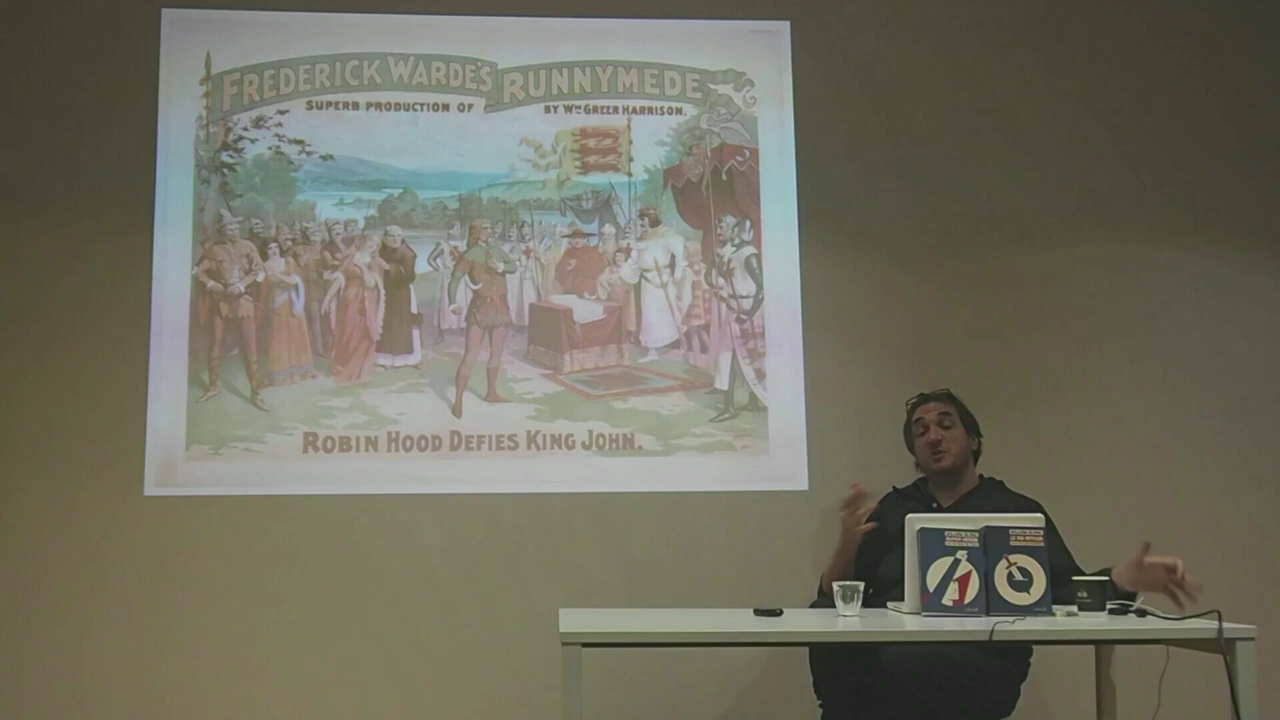 FREDERICK WARDE'S RUNNYMEDE
SUPERB PRODUCTION OF BY WM GREER HARRISON.
ROBIN HOOD DEFIES KING JOHN.